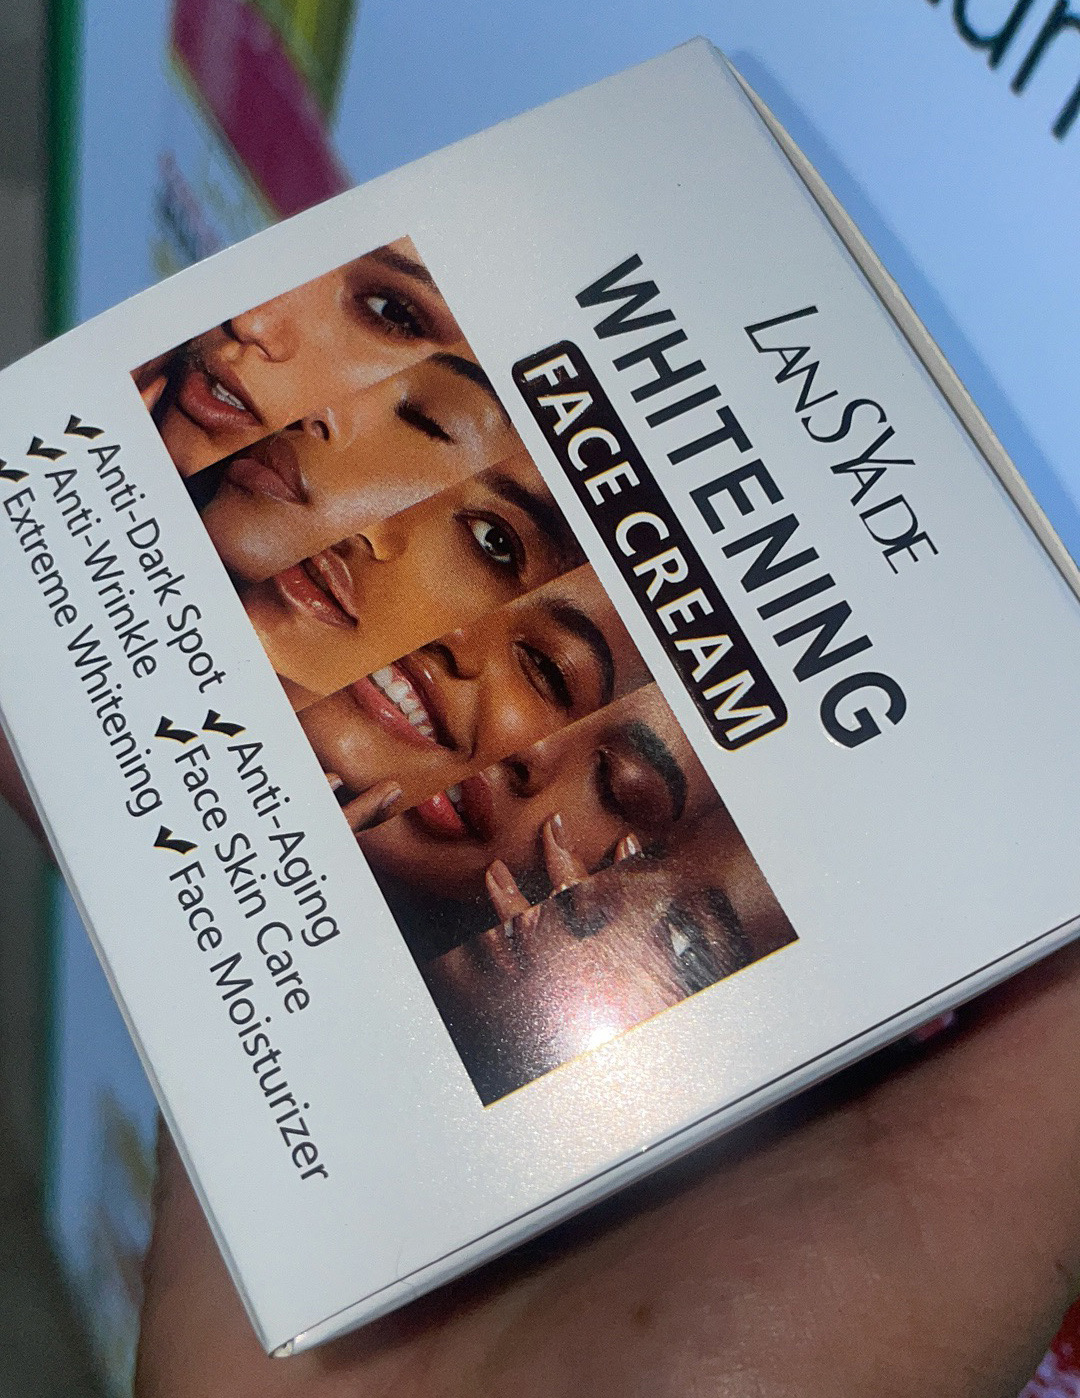 LANSYADE
WHITENING
FACE CREAM
Anti-Dark Spot
Anti-Aging
Anti-Wrinkle
Face Skin Care
Extreme Whitening
Face Moisturizer